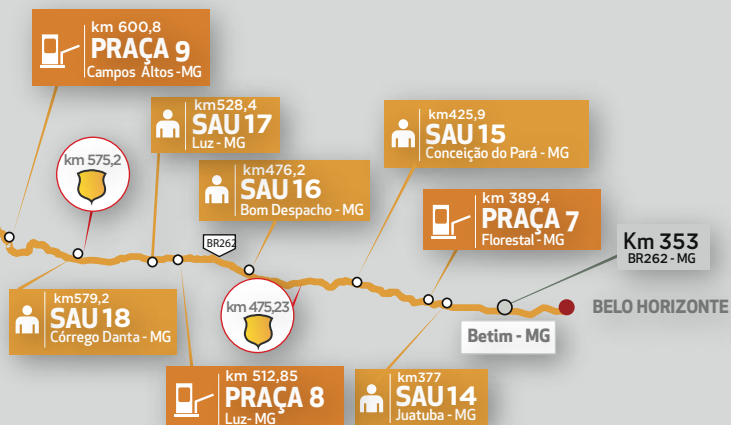 km 600,8
PRAÇA 9
Campos Altos - MG
km528,4
SAU 17
Luz - MG
km425,9
SAU 15
Conceição do Pará - MG
km 575,2
km476,2
SAU 16
Bom Despacho - MG
km 389,4
PRAÇA 7
Florestal - MG
BR262
Km 353
BR262 - MG
km579,2
SAU 18
Córrego Danta - MG
km 475,23
BELO HORIZONTE
Betim - MG
km 512,85
PRAÇA 8
Luz- MG
km377
SAU 14
Juatuba - MG